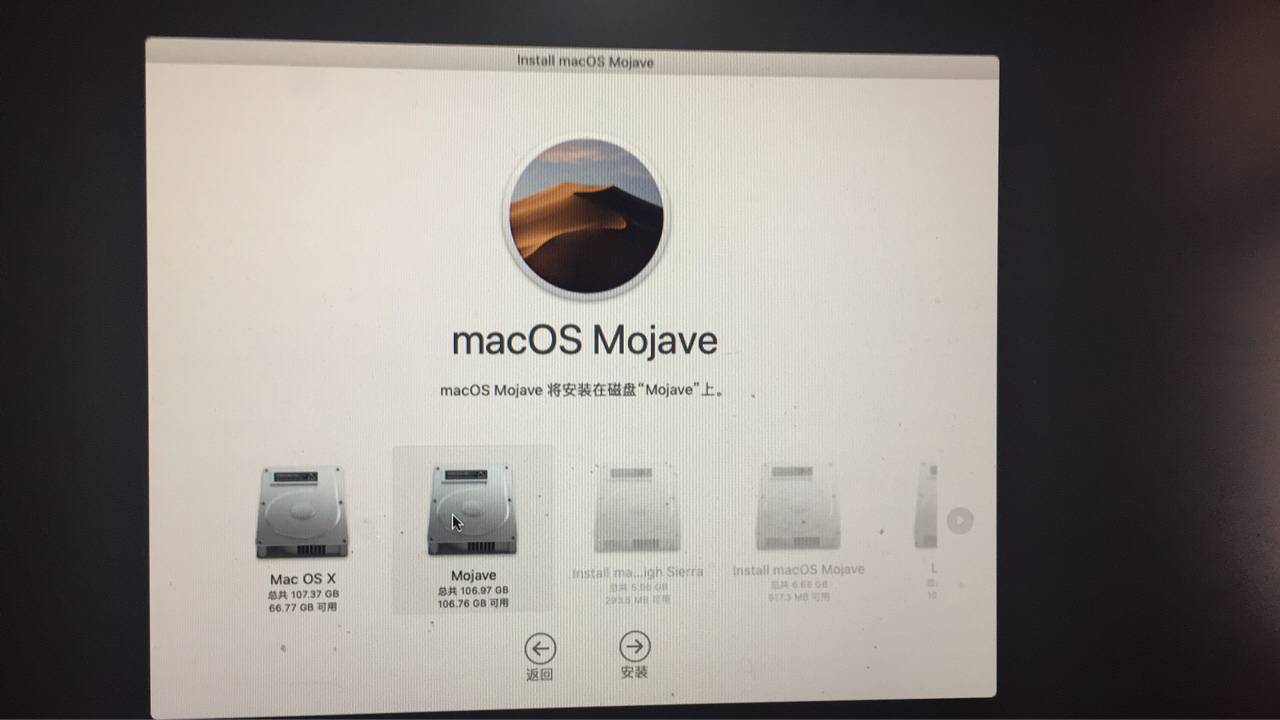 Install macOS Mojave
macOS Mojave
macOS Mojave 将安装在磁盘“Mojave”上。
Mac OS X
总共 107.37 GB
66.77 GB 可用
Mojave
总共 106.97 GB
106.76 GB 可用
Install ma...igh Sierra
总共 5.66 GB
293.5 MB 可用
Install macOS Mojave
总共 6.66 GB
517.3 MB 可用
L
10
返回
安装